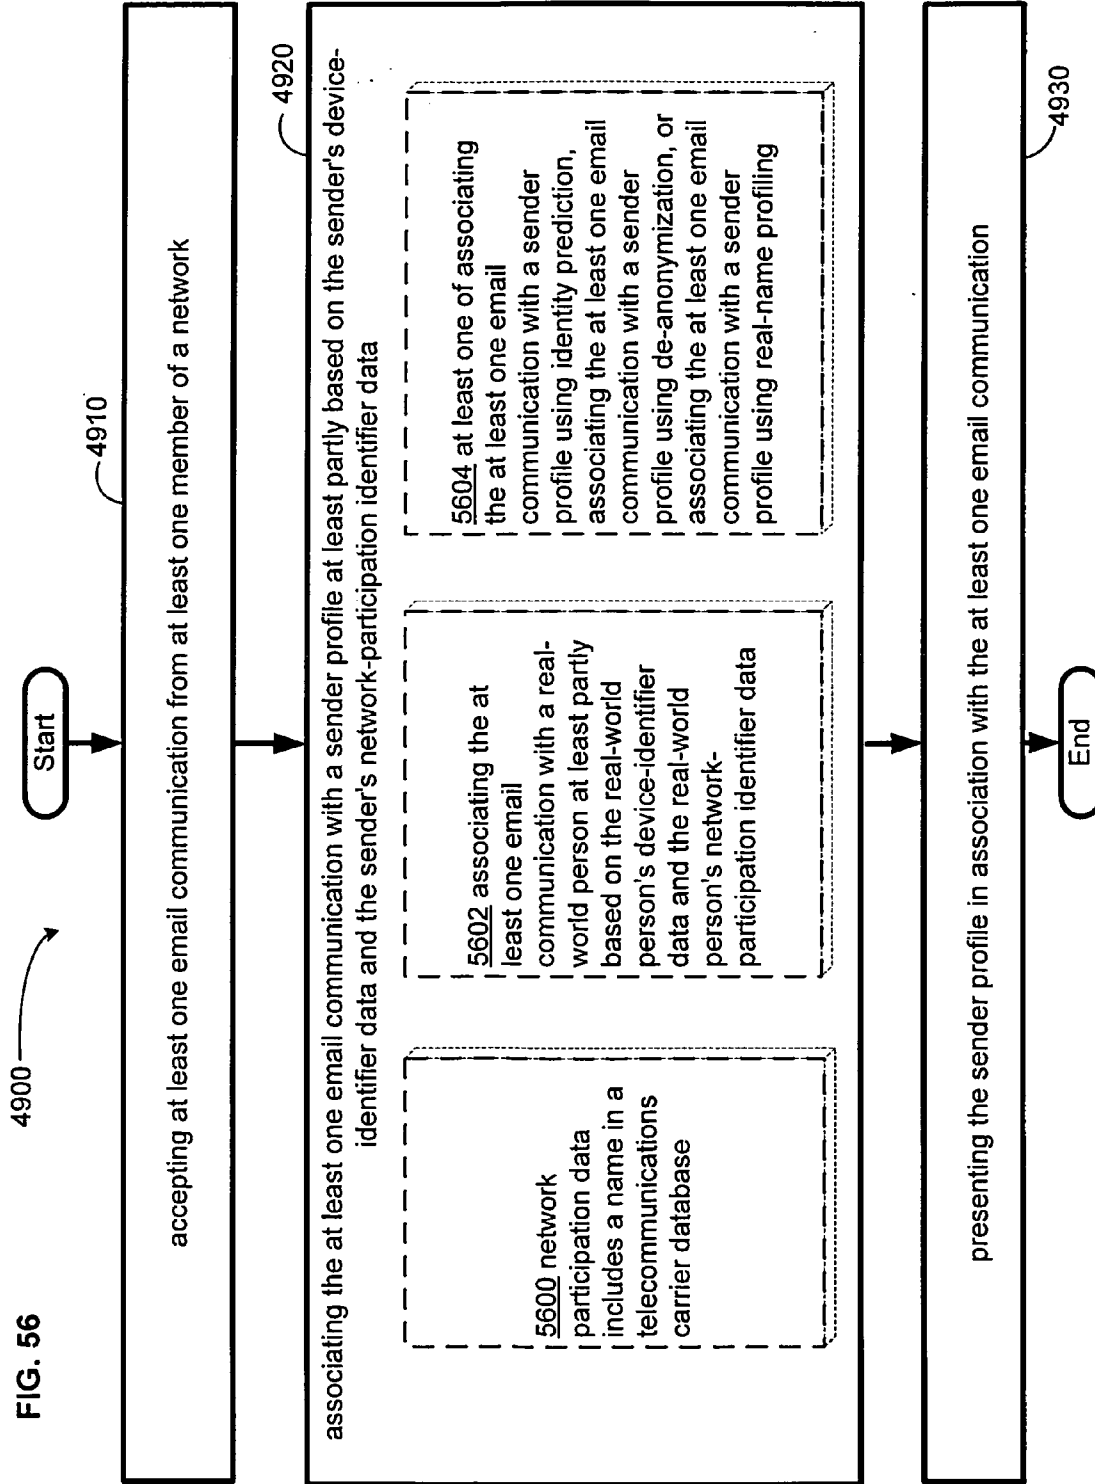 FIG. 56
4900
Start
4910
accepting at least one email communication from at least one member of a network
4920
associating the at least one email communication with a sender profile at least partly based on the sender's device-
identifier data and the sender's network-participation identifier data
5600 network
participation data
includes a name in a
telecommunications
carrier database
5602 associating the at
least one email
communication with a real-
world person at least partly
based on the real-world
person's device-identifier
data and the real-world
person's network-
participation identifier data
5604 at least one of associating
the at least one email
communication with a sender
profile using identity prediction,
associating the at least one email
communication with a sender
profile using de-anonymization, or
associating the at least one email
communication with a sender
profile using real-name profiling
4930
presenting the sender profile in association with the at least one email communication
End